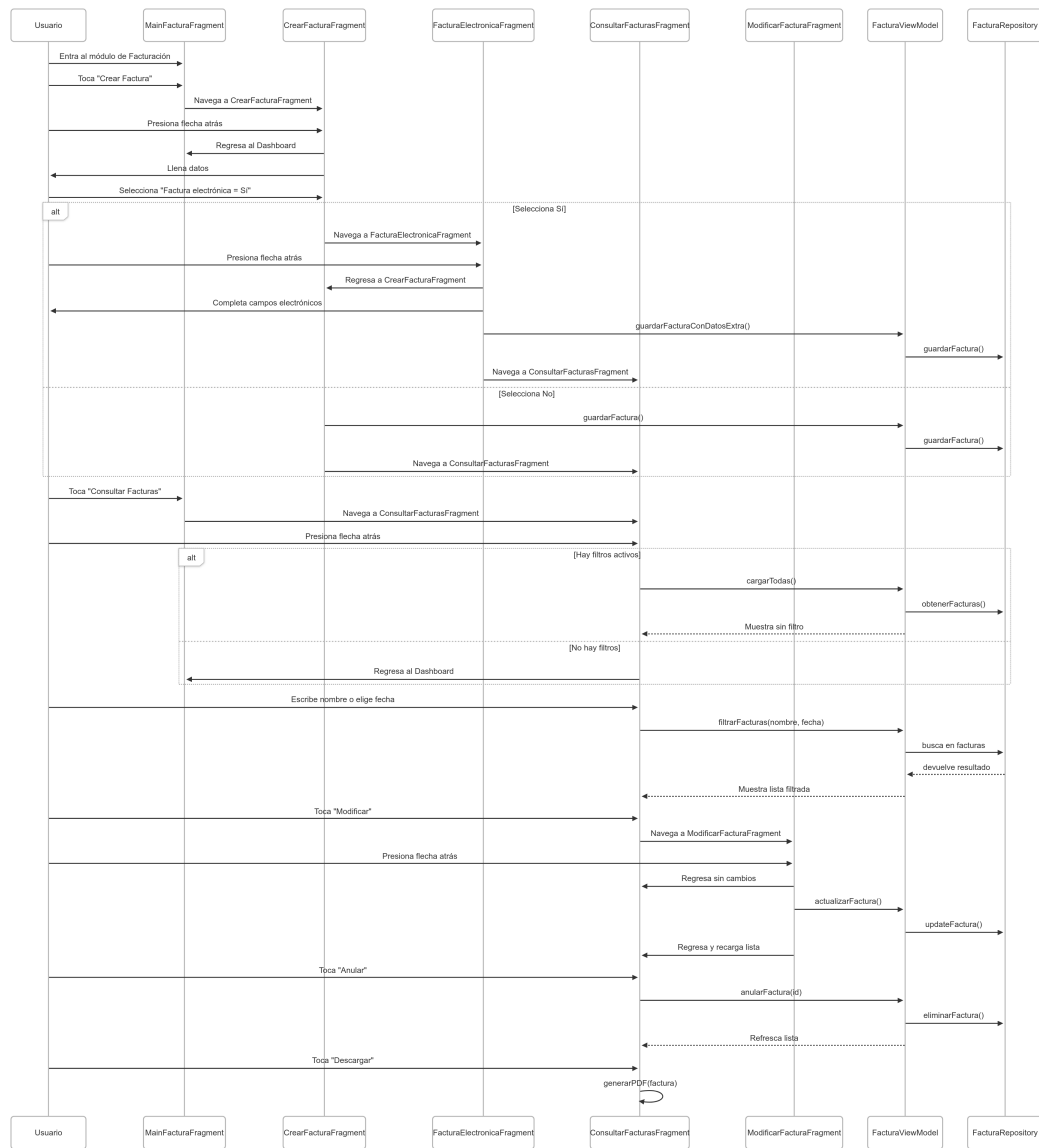 Usuario
MainFacturaFragment
CrearFacturaFragment
FacturaElectronicaFragment
ConsultarFacturasFragment
ModificarFacturaFragment
FacturaViewModel
FacturaRepository
Entra al módulo de Facturación
Toca "Crear Factura"
Navega a CrearFacturaFragment
Presiona flecha atrás
Regresa al Dashboard
Llena datos
Selecciona "Factura electrónica = Sí"
alt
[Selecciona Sí]
Navega a FacturaElectronicaFragment
Presiona flecha atrás
Regresa a CrearFacturaFragment
Completa campos electrónicos
guardarFacturaConDatosExtra()
guardarFactura()
Navega a ConsultarFacturasFragment
[Selecciona No]
guardarFactura()
guardarFactura()
Navega a ConsultarFacturasFragment
Toca "Consultar Facturas"
Navega a ConsultarFacturasFragment
Presiona flecha atrás
alt
[Hay filtros activos]
cargarTodas()
obtenerFacturas()
Muestra sin filtro
[No hay filtros]
Regresa al Dashboard
Escribe nombre o elige fecha
filtrarFacturas(nombre, fecha)
busca en facturas
devuelve resultado
Muestra lista filtrada
Toca "Modificar"
Navega a ModificarFacturaFragment
Presiona flecha atrás
Regresa sin cambios
actualizarFactura()
updateFactura()
Regresa y recarga lista
Toca "Anular"
anularFactura(id)
eliminarFactura()
Refresca lista
Toca "Descargar"
generarPDF(factura)
Usuario
MainFacturaFragment
CrearFacturaFragment
FacturaElectronicaFragment
ConsultarFacturasFragment
ModificarFacturaFragment
FacturaViewModel
FacturaRepository